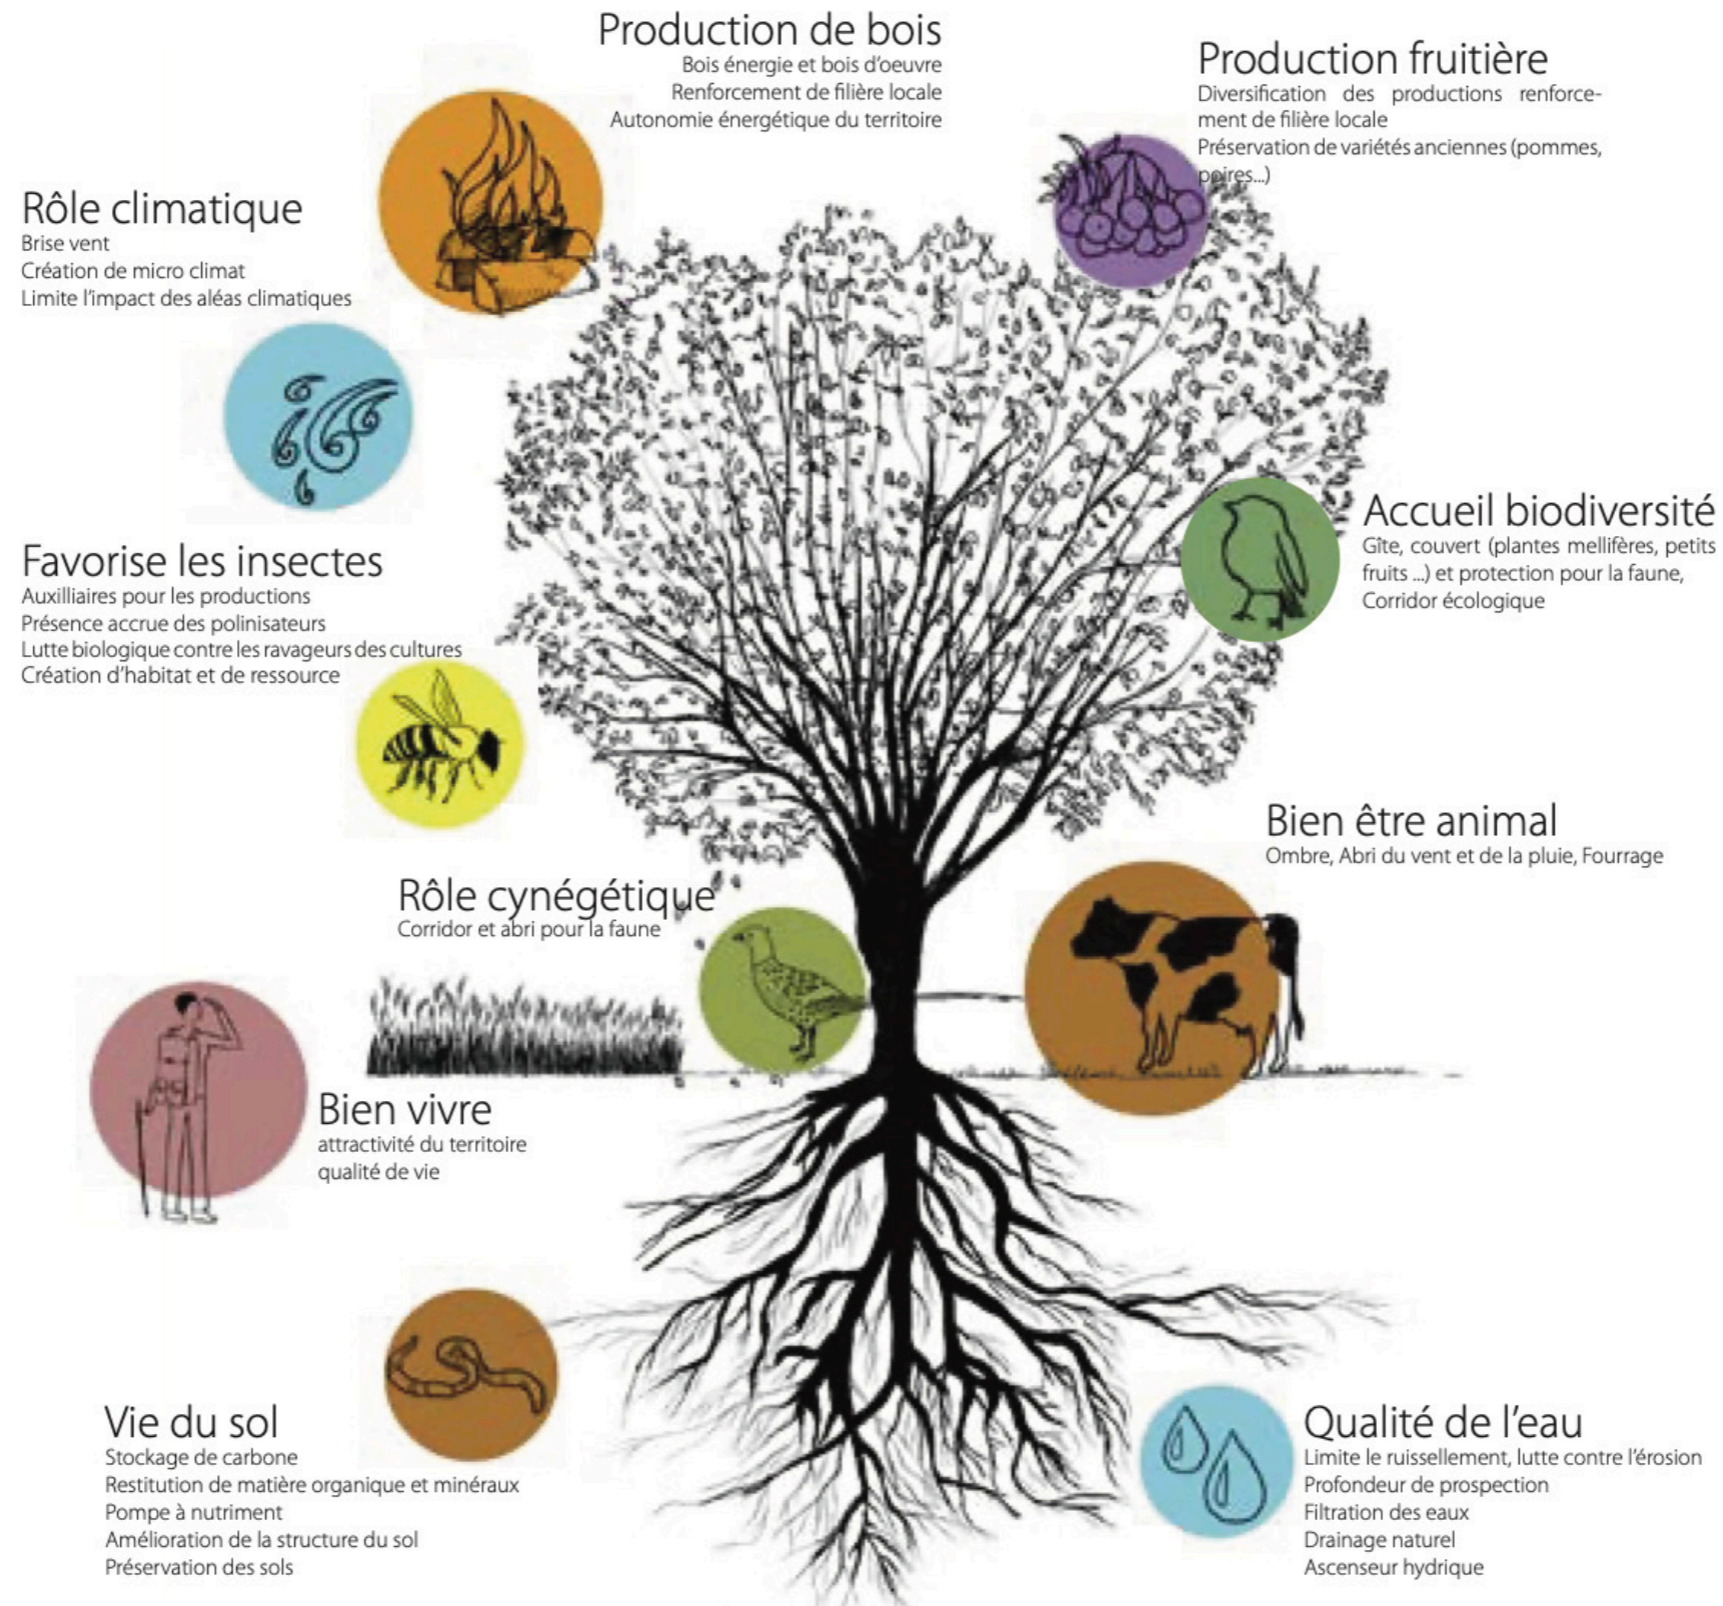 Production de bois
Bois énergie et bois d'oeuvre
Renforcement de filière locale
Autonomie énergétique du territoire
Production fruitière
Diversification des productions renforce-
ment de filière locale
Préservation de variétés anciennes (pommes,
poires...)
Rôle climatique
Brise vent
Création de micro climat
Limite l'impact des aléas climatiques
Accueil biodiversité
Gîte, couvert (plantes mellifères, petits
fruits ...) et protection pour la faune,
Corridor écologique
Favorise les insectes
Auxilliaires pour les productions
Présence accrue des polinisateurs
Lutte biologique contre les ravageurs des cultures
Création d'habitat et de ressource
Bien être animal
Ombre, Abri du vent et de la pluie, Fourrage
Rôle cynégétique
Corridor et abri pour la faune
Bien vivre
attractivité du territoire
qualité de vie
Vie du sol
Stockage de carbone
Restitution de matière organique et minéraux
Pompe à nutriment
Amélioration de la structure du sol
Préservation des sols
Qualité de l'eau
Limite le ruissellement, lutte contre l'érosion
Profondeur de prospection
Filtration des eaux
Drainage naturel
Ascenseur hydrique